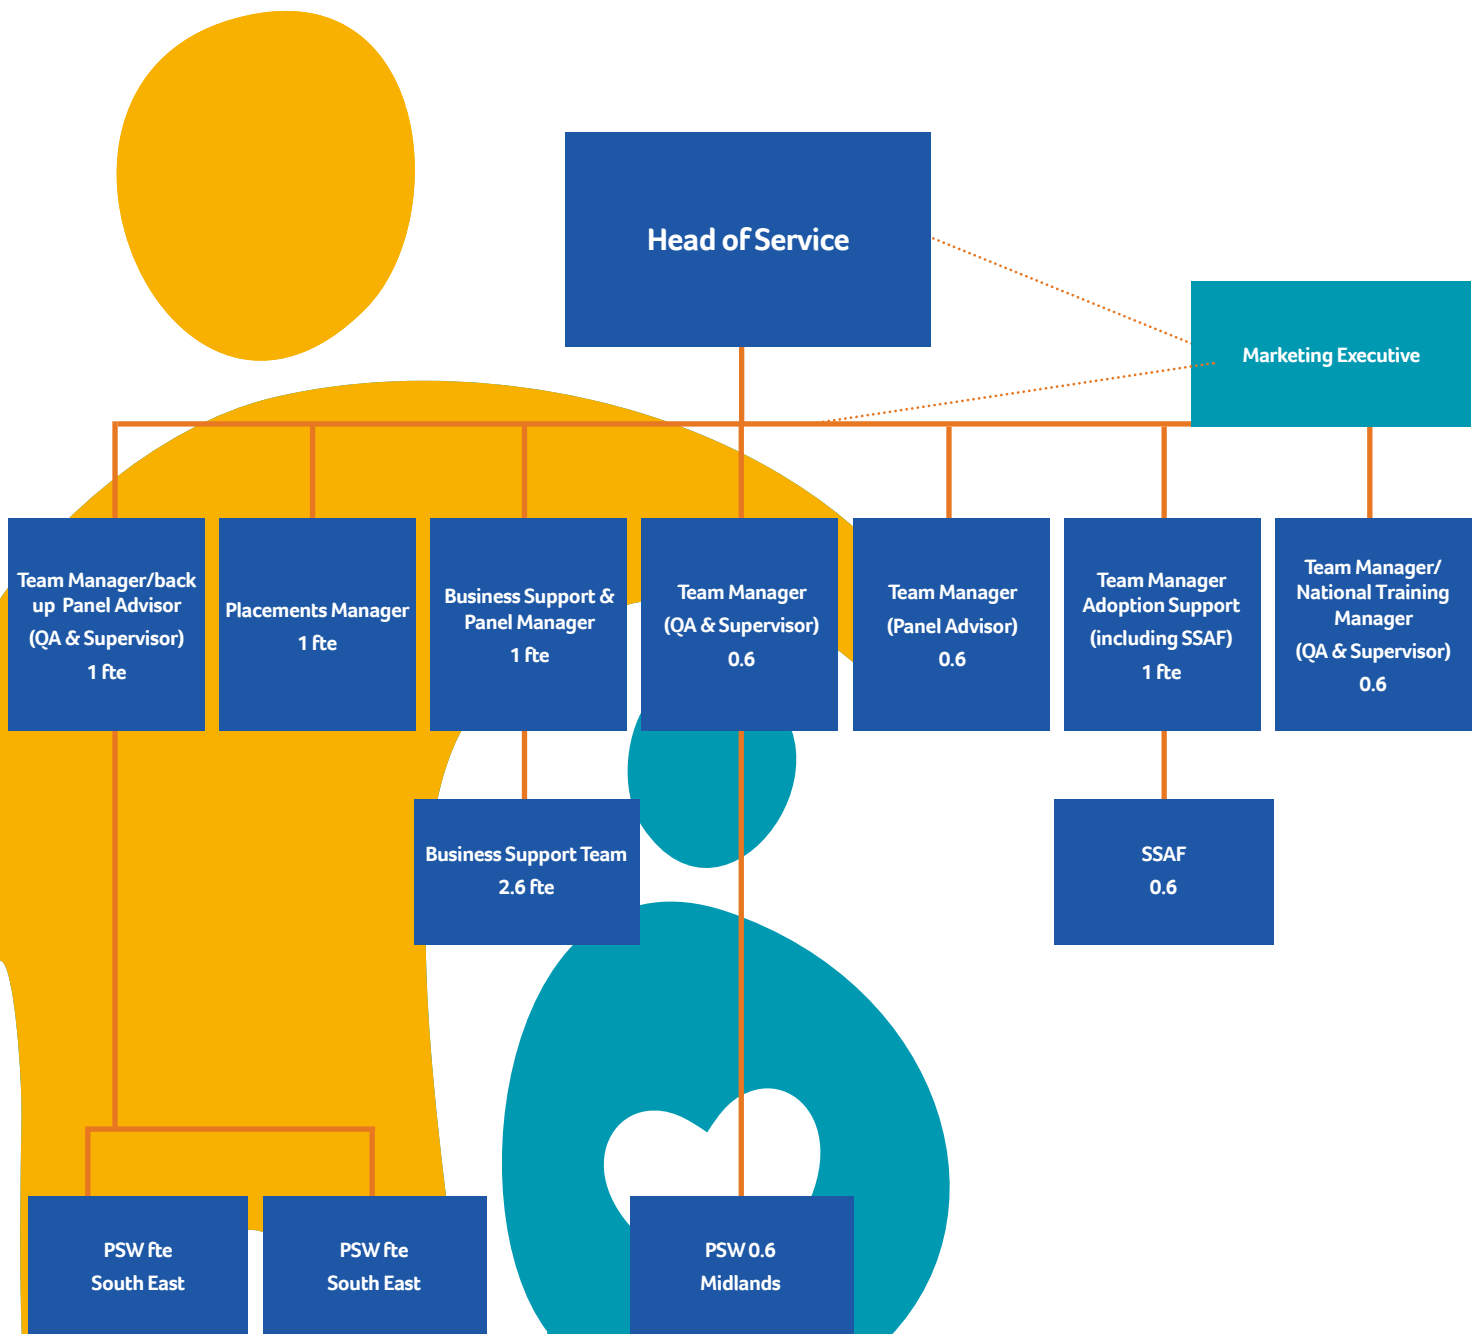 Head of Service
Marketing Executive
Team Manager/back
up Panel Advisor
(QA & Supervisor)
1 fte
Placements Manager
1 fte
Business Support &
Panel Manager
1 fte
Team Manager
(QA & Supervisor)
0.6
Team Manager
(Panel Advisor)
0.6
Team Manager
Adoption Support
(including SSAF)
1 fte
Team Manager/
National Training
Manager
(QA & Supervisor)
0.6
Business Support Team
2.6 fte
SSAF
0.6
PSW fte
South East
PSW fte
South East
PSW 0.6
Midlands